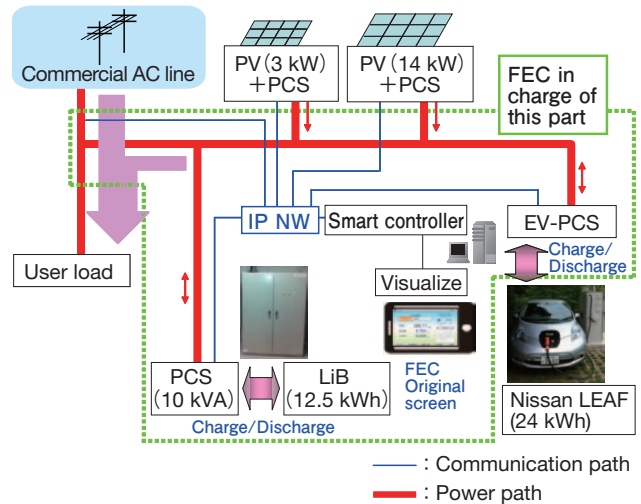 Commercial AC line
PV (3 kW)
+PCS
PV (14 kW)
+PCS
FEC in
charge of
this part
IP NW
Smart controller
EV-PCS
User load
Visualize
Charge/
Discharge
PCS
(10 kVA)
LiB
(12.5 kWh)
Charge/Discharge
FEC
Original
screen
Nissan LEAF
(24 kWh)
: Communication path
: Power path